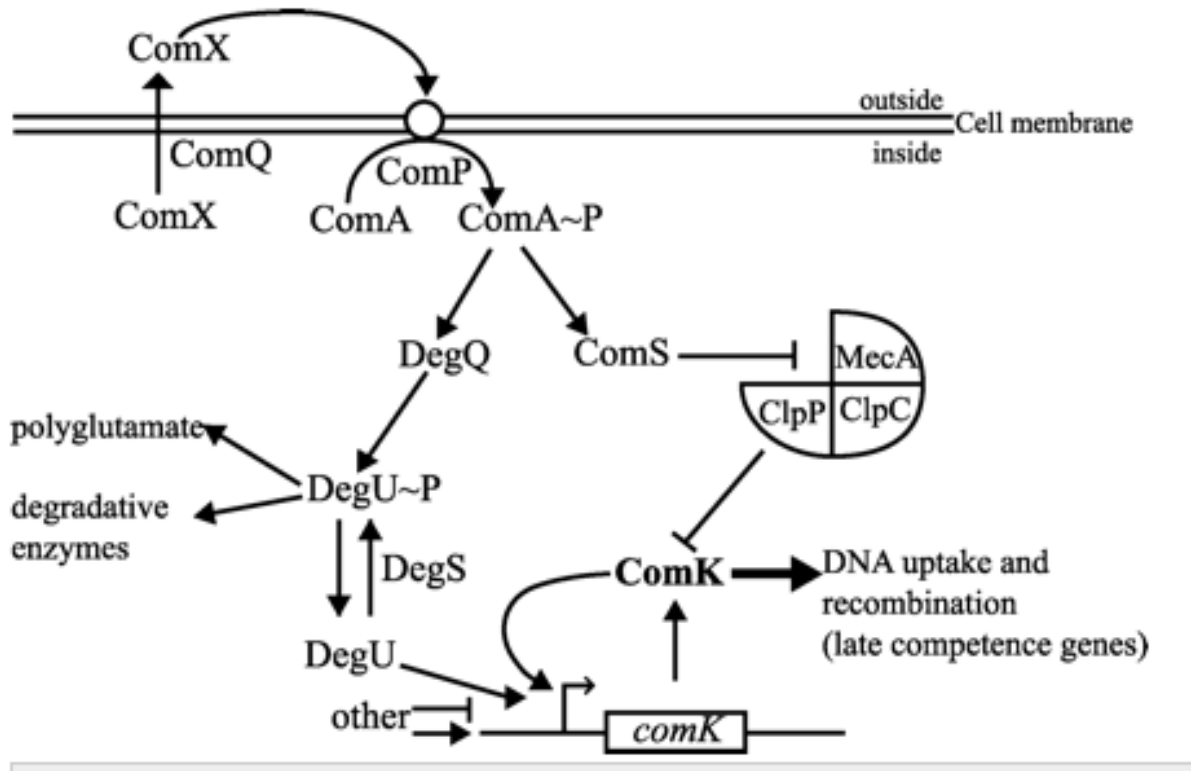 ComX
outside
Cell membrane
inside
ComQ
ComP
ComX
ComA
ComA~P
DegQ
ComS
MecA
ClpP
ClpC
polyglutamate
DegU~P
degradative
enzymes
DegS
ComK
DNA uptake and
recombination
(late competence genes)
DegU
other
comK